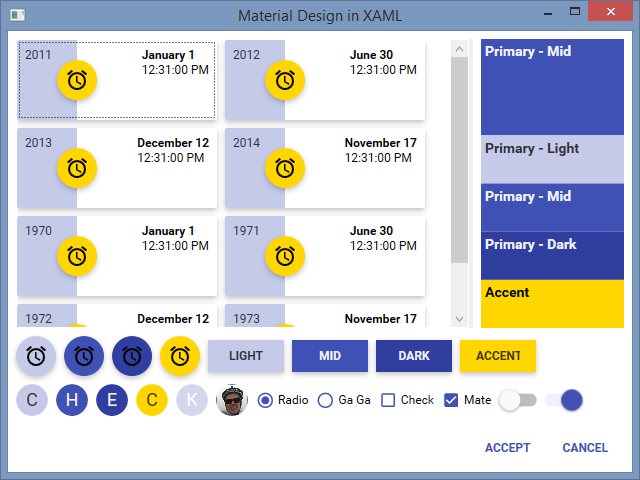 Material Design in XAML
2011
January 1
12:31:00 PM
2012
June 30
12:31:00 PM
2013
December 12
12:31:00 PM
2014
November 17
12:31:00 PM
1970
January 1
12:31:00 PM
1971
June 30
12:31:00 PM
1972
December 12
1973
November 17
Primary - Mid
Primary - Light
Primary - Mid
Primary - Dark
Accent
LIGHT MID DARK ACCENT
C H E C K Radio Ga Ga Check Mate
ACCEPT CANCEL